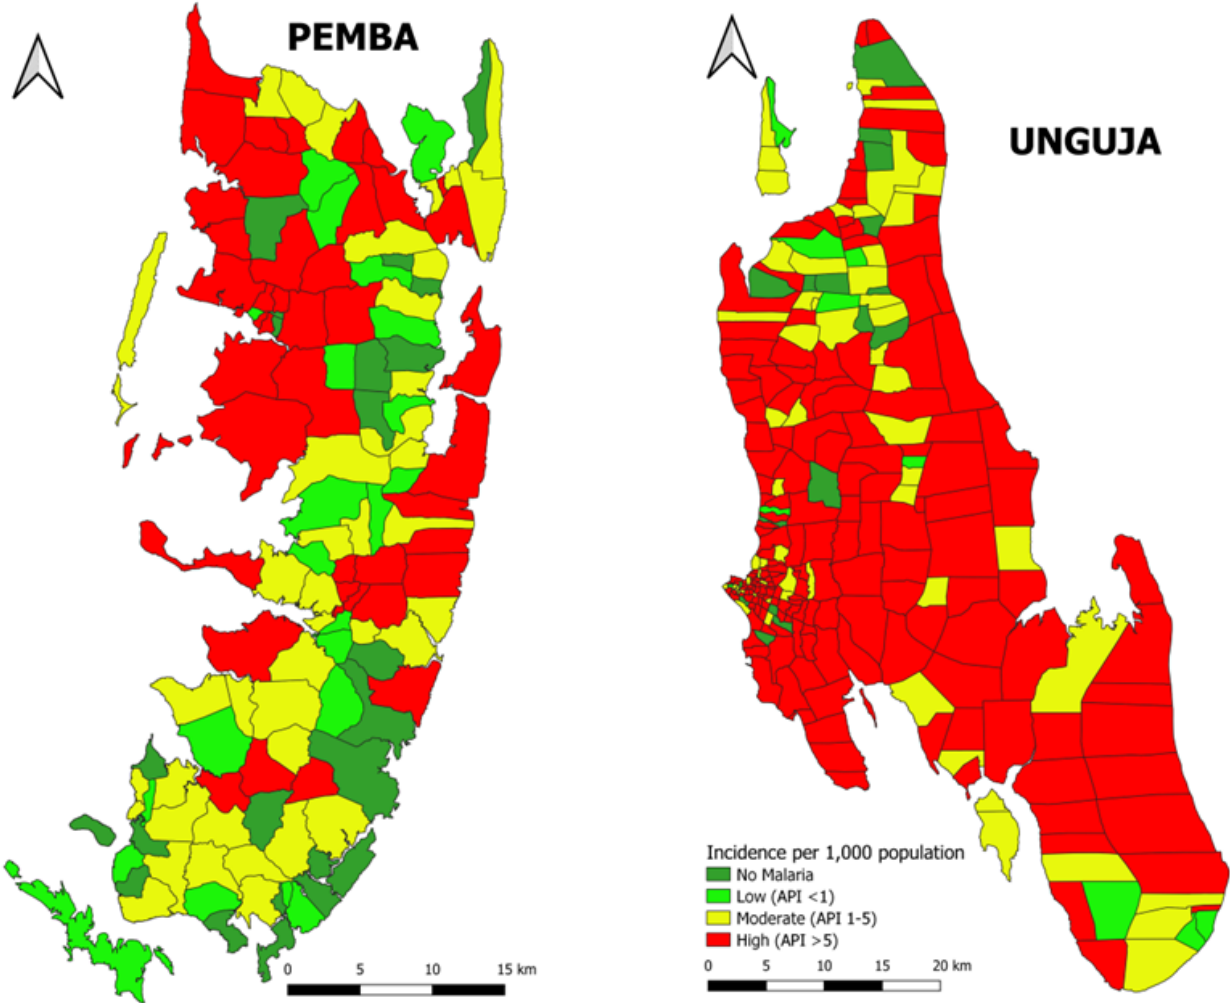 PEMBA
UNGUJA
Incidence per 1,000 population
No Malaria
Low (API <1)
Moderate (API 1-5)
High (API >5)
0 5 10 15 km
0 5 10 15 20 km